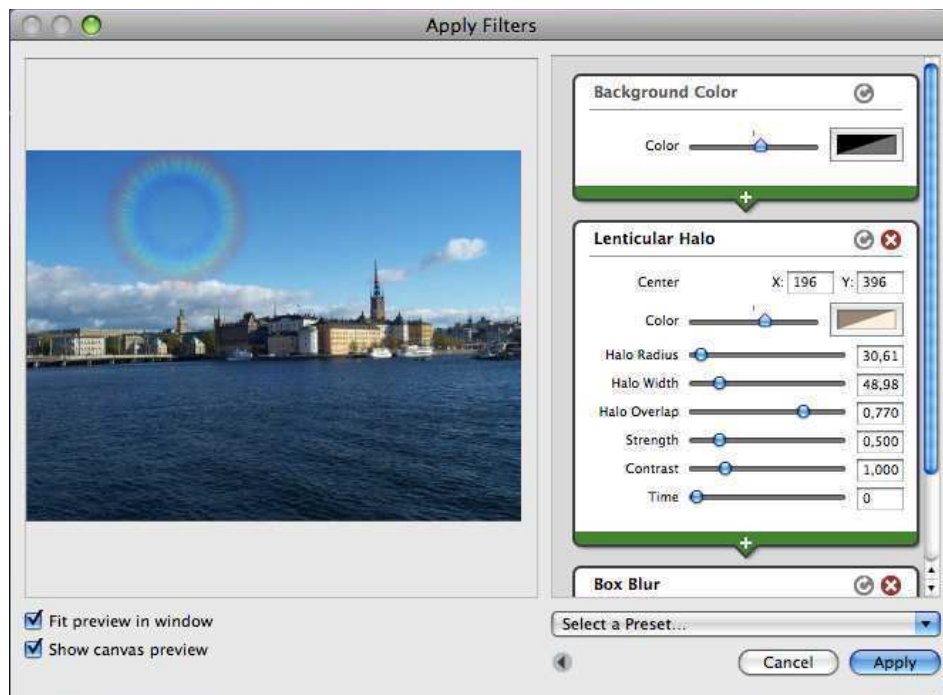 Apply Filters
Background Color
Color
Lenticular Halo
Center X: 196 Y: 396
Color
Halo Radius 30,61
Halo Width 48,98
Halo Overlap 0,770
Strength 0,500
Contrast 1,000
Time 0
Box Blur
Fit preview in window
Show canvas preview
Select a Preset...
Cancel Apply